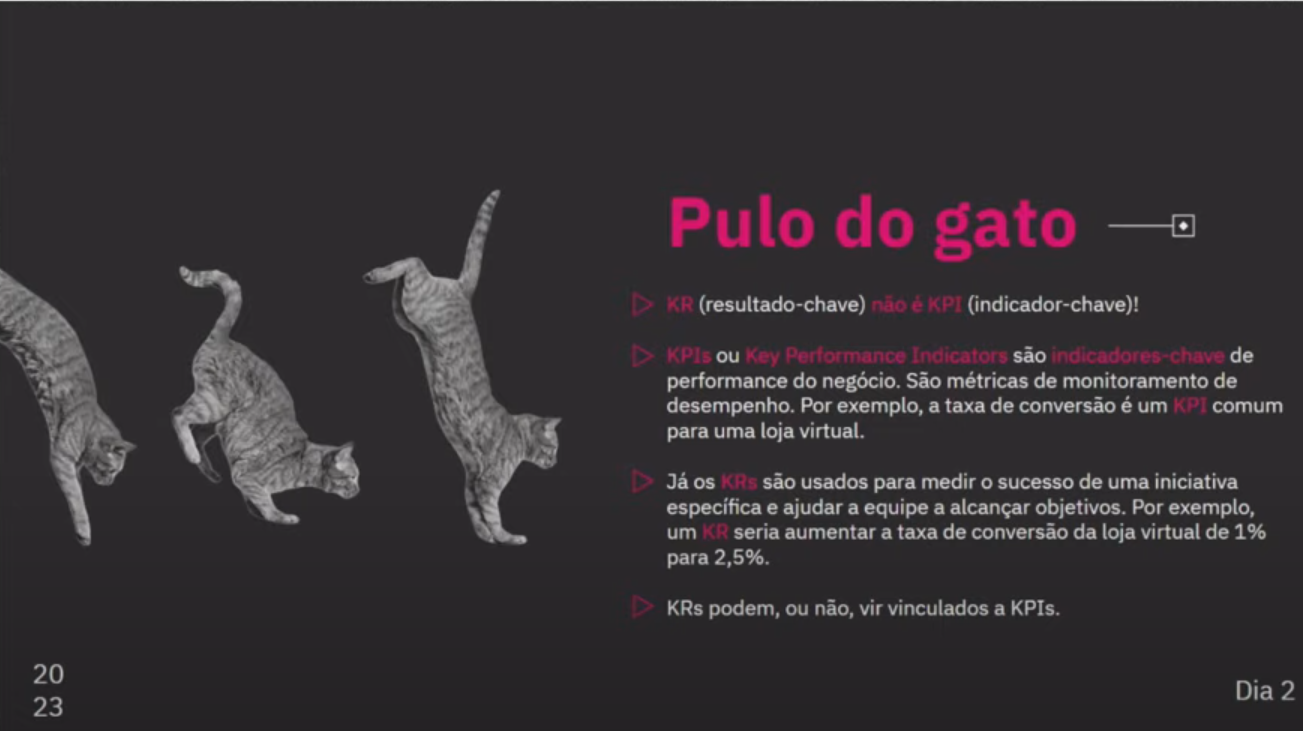 Pulo do gato
KR (resultado-chave) não é KPI (indicador-chave)!
KPIs ou Key Performance Indicators são indicadores-chave de
performance do negócio. São métricas de monitoramento de
desempenho. Por exemplo, a taxa de conversão é um KPI comum
para uma loja virtual.
Já os KRs são usados para medir o sucesso de uma iniciativa
específica e ajudar a equipe a alcançar objetivos. Por exemplo,
um KR seria aumentar a taxa de conversão da loja virtual de 1%
para 2,5%.
KRs podem, ou não, vir vinculados a KPIs.
20
23
Dia 2